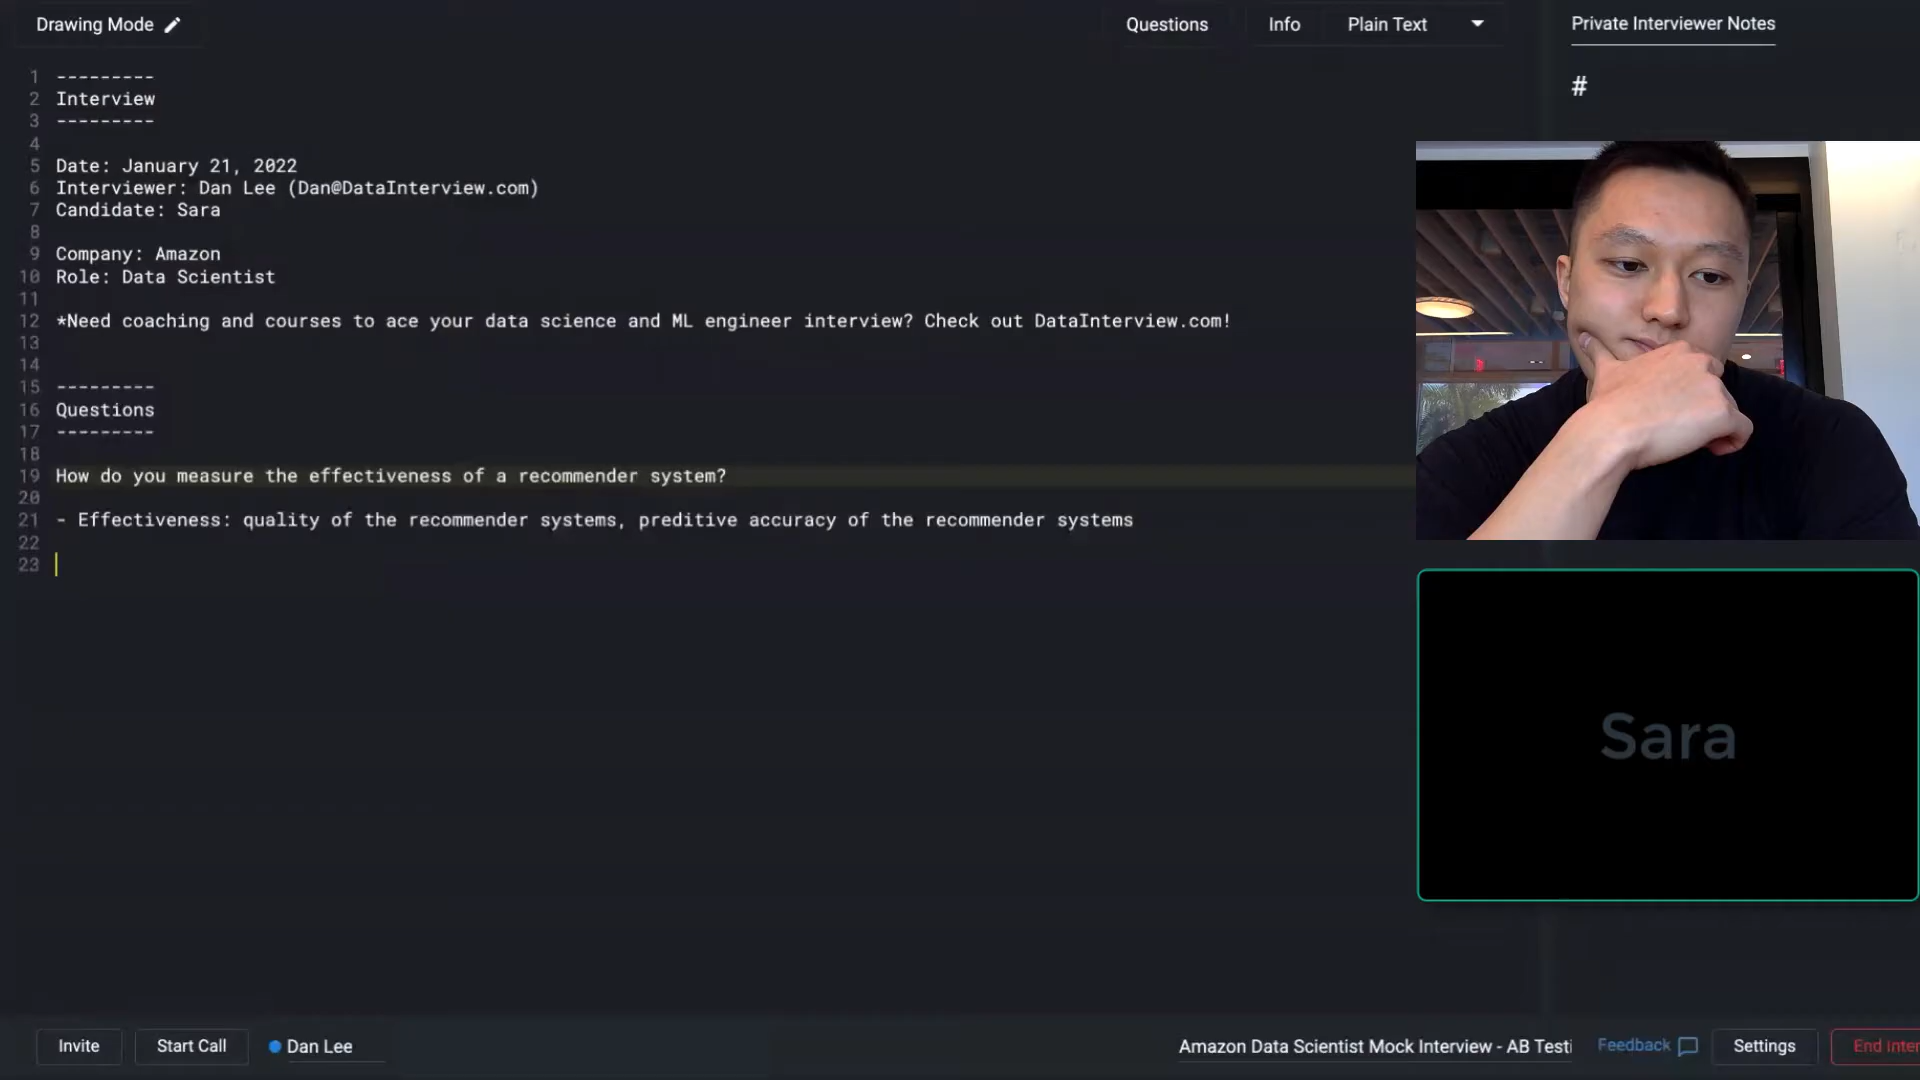 Drawing Mode
Questions
Info
Plain Text
Private Interviewer Notes
#
1 ---------
2 Interview
3 ---------
4
5 Date: January 21, 2022
6 Interviewer: Dan Lee (Dan@DataInterview.com)
7 Candidate: Sara
8
9 Company: Amazon
10 Role: Data Scientist
11
12 *Need coaching and courses to ace your data science and ML engineer interview? Check out DataInterview.com!
13
14
15 ---------
16 Questions
17 ---------
18
19 How do you measure the effectiveness of a recommender system?
20
21 - Effectiveness: quality of the recommender systems, preditive accuracy of the recommender systems
22
23
Sara
Invite
Start Call
Dan Lee
Amazon Data Scientist Mock Interview - AB Testi
Feedback
Settings
End Inter